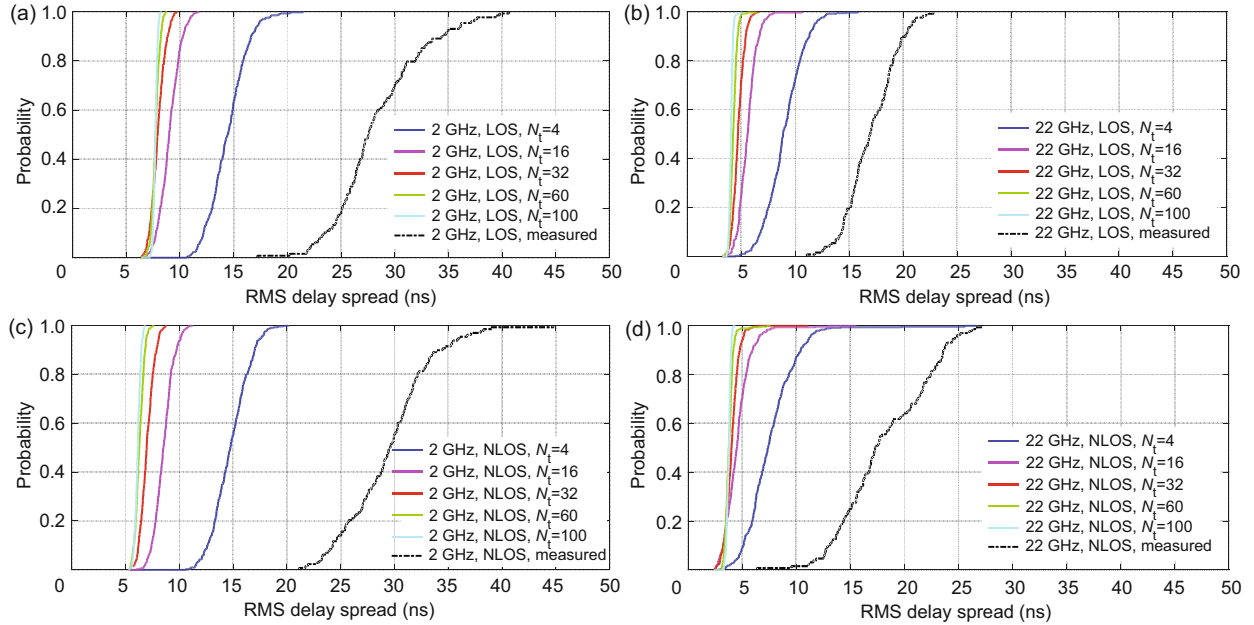 (a)
1.0
0.8
0.6
0.4
0.2
Probability
2 GHz, LOS, Nt=4
2 GHz, LOS, Nt=16
2 GHz, LOS, Nt=32
2 GHz, LOS, Nt=60
2 GHz, LOS, Nt=100
2 GHz, LOS, measured
0 5 10 15 20 25 30 35 40 45 50
RMS delay spread (ns)
(b)
1.0
0.8
0.6
0.4
0.2
Probability
22 GHz, LOS, Nt=4
22 GHz, LOS, Nt=16
22 GHz, LOS, Nt=32
22 GHz, LOS, Nt=60
22 GHz, LOS, Nt=100
22 GHz, LOS, measured
0 5 10 15 20 25 30 35 40 45 50
RMS delay spread (ns)
(c)
1.0
0.8
0.6
0.4
0.2
Probability
2 GHz, NLOS, Nt=4
2 GHz, NLOS, Nt=16
2 GHz, NLOS, Nt=32
2 GHz, NLOS, Nt=60
2 GHz, NLOS, Nt=100
2 GHz, NLOS, measured
0 5 10 15 20 25 30 35 40 45 50
RMS delay spread (ns)
(d)
1.0
0.8
0.6
0.4
0.2
Probability
22 GHz, NLOS, Nt=4
22 GHz, NLOS, Nt=16
22 GHz, NLOS, Nt=32
22 GHz, NLOS, Nt=60
22 GHz, NLOS, Nt=100
22 GHz, NLOS, measured
0 5 10 15 20 25 30 35 40 45 50
RMS delay spread (ns)